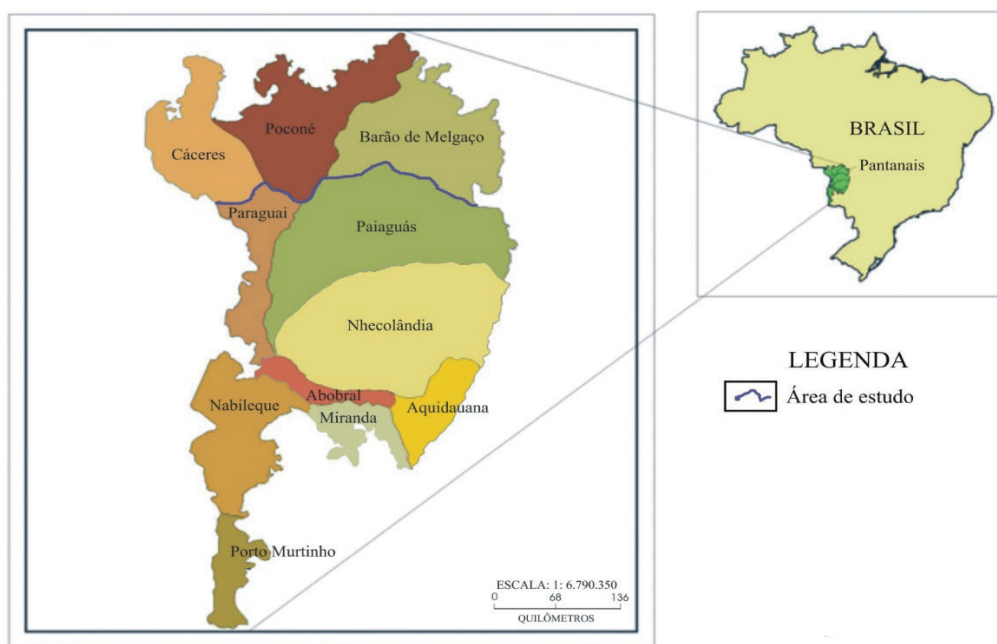 Poconé
Barão de Melgaço
Cáceres
Paraguai
Paiaguás
Nhecolândia
Abobral
Nabileque
Miranda
Aquidauana
Porto Murtinho
ESCALA: 1: 6.790.350
0 68 136
QUILÔMETROS
BRASIL
Pantanais
LEGENDA
Área de estudo